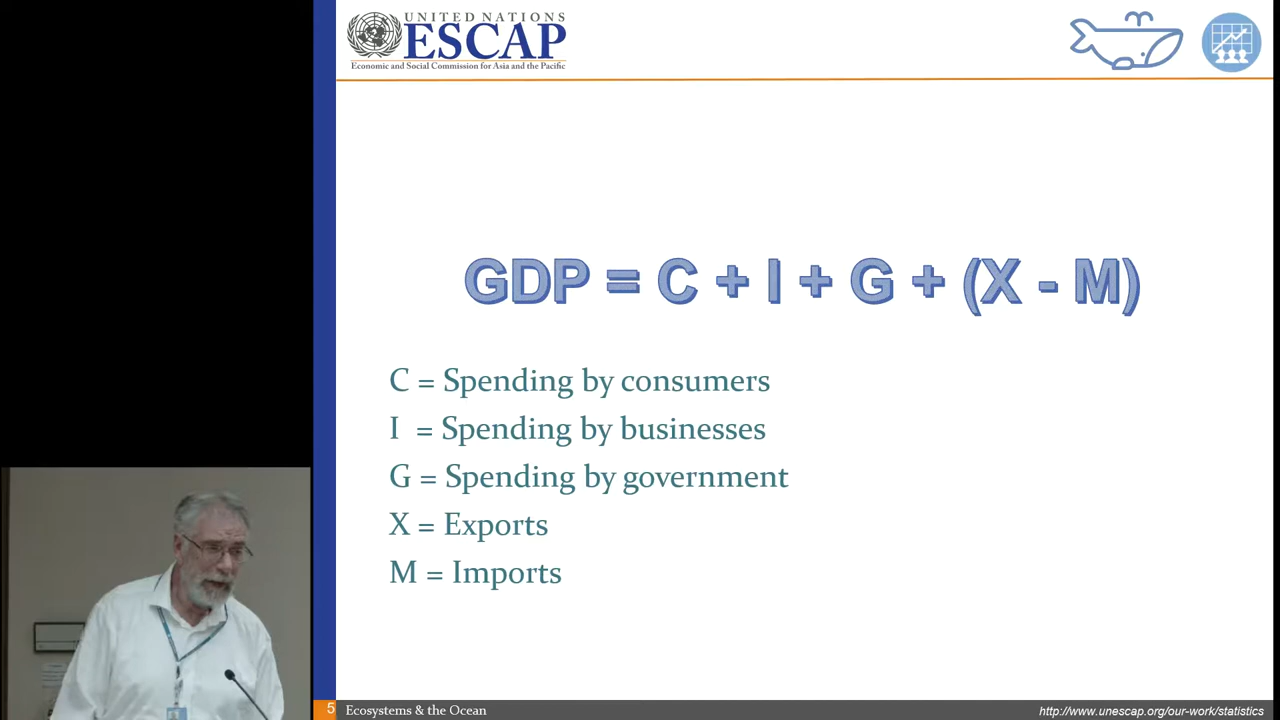 UNITED NATIONS
ESCAP
Economic and Social Commission for Asia and the Pacific
GDP = C + I + G + (X - M)
C = Spending by consumers
I = Spending by businesses
G = Spending by government
X = Exports
M = Imports
5 Ecosystems & the Ocean
http://www.unescap.org/our-work/statistics